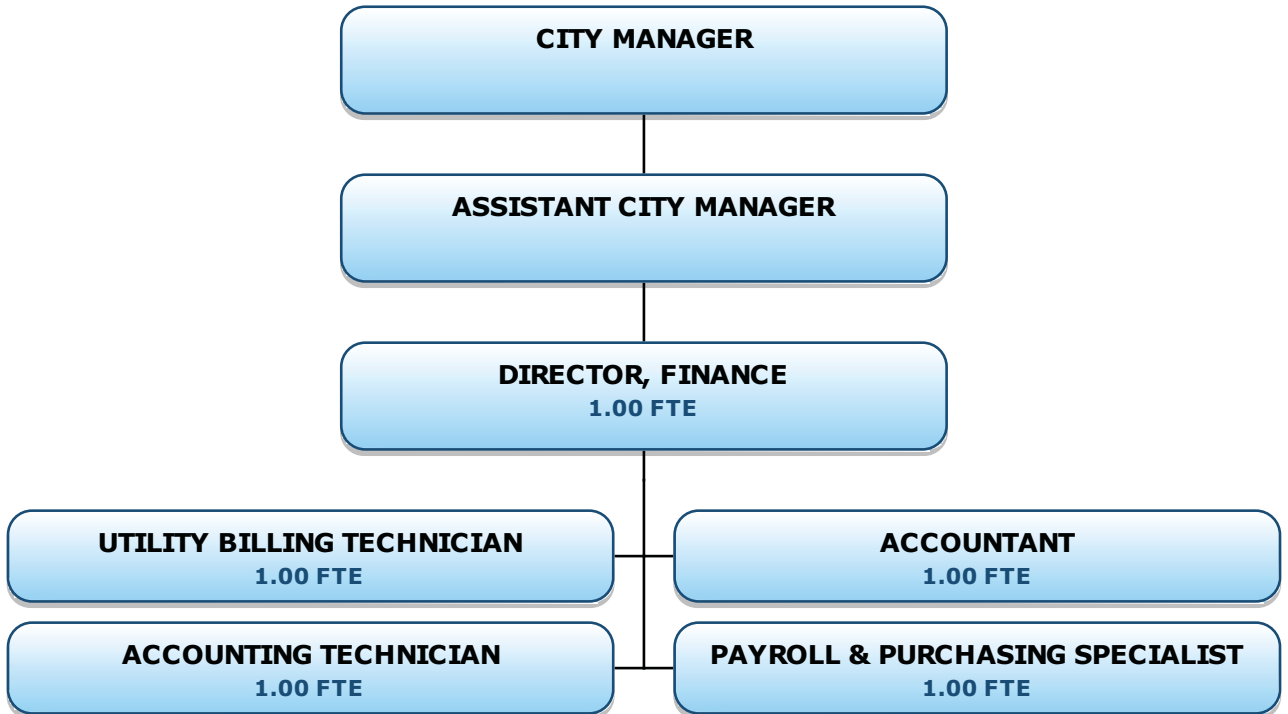 CITY MANAGER
ASSISTANT CITY MANAGER
DIRECTOR, FINANCE
1.00 FTE
UTILITY BILLING TECHNICIAN
1.00 FTE
ACCOUNTANT
1.00 FTE
ACCOUNTING TECHNICIAN
1.00 FTE
PAYROLL & PURCHASING SPECIALIST
1.00 FTE